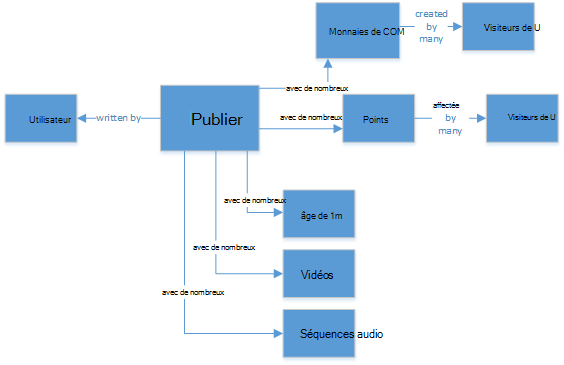 Monnaies de COM
created
by
many
Visiteurs de U
avec de nombreux
Utilisateur
written by
Publier
avec de nombreux
Points
affectée
by
many
Visiteurs de U
avec de nombreux
âge de 1m
avec de nombreux
Vidéos
avec de nombreux
Séquences audio